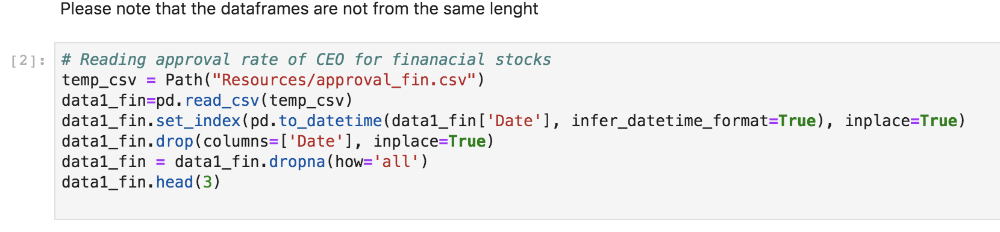 Please note that the dataframes are not from the same lenght
[2]:
# Reading approval rate of CEO for finanacial stocks
temp_csv = Path("Resources/approval_fin.csv")
data1_fin=pd.read_csv(temp_csv)
data1_fin.set_index(pd.to_datetime(data1_fin['Date'], infer_datetime_format=True), inplace=True)
data1_fin.drop(columns=['Date'], inplace=True)
data1_fin = data1_fin.dropna(how='all')
data1_fin.head(3)